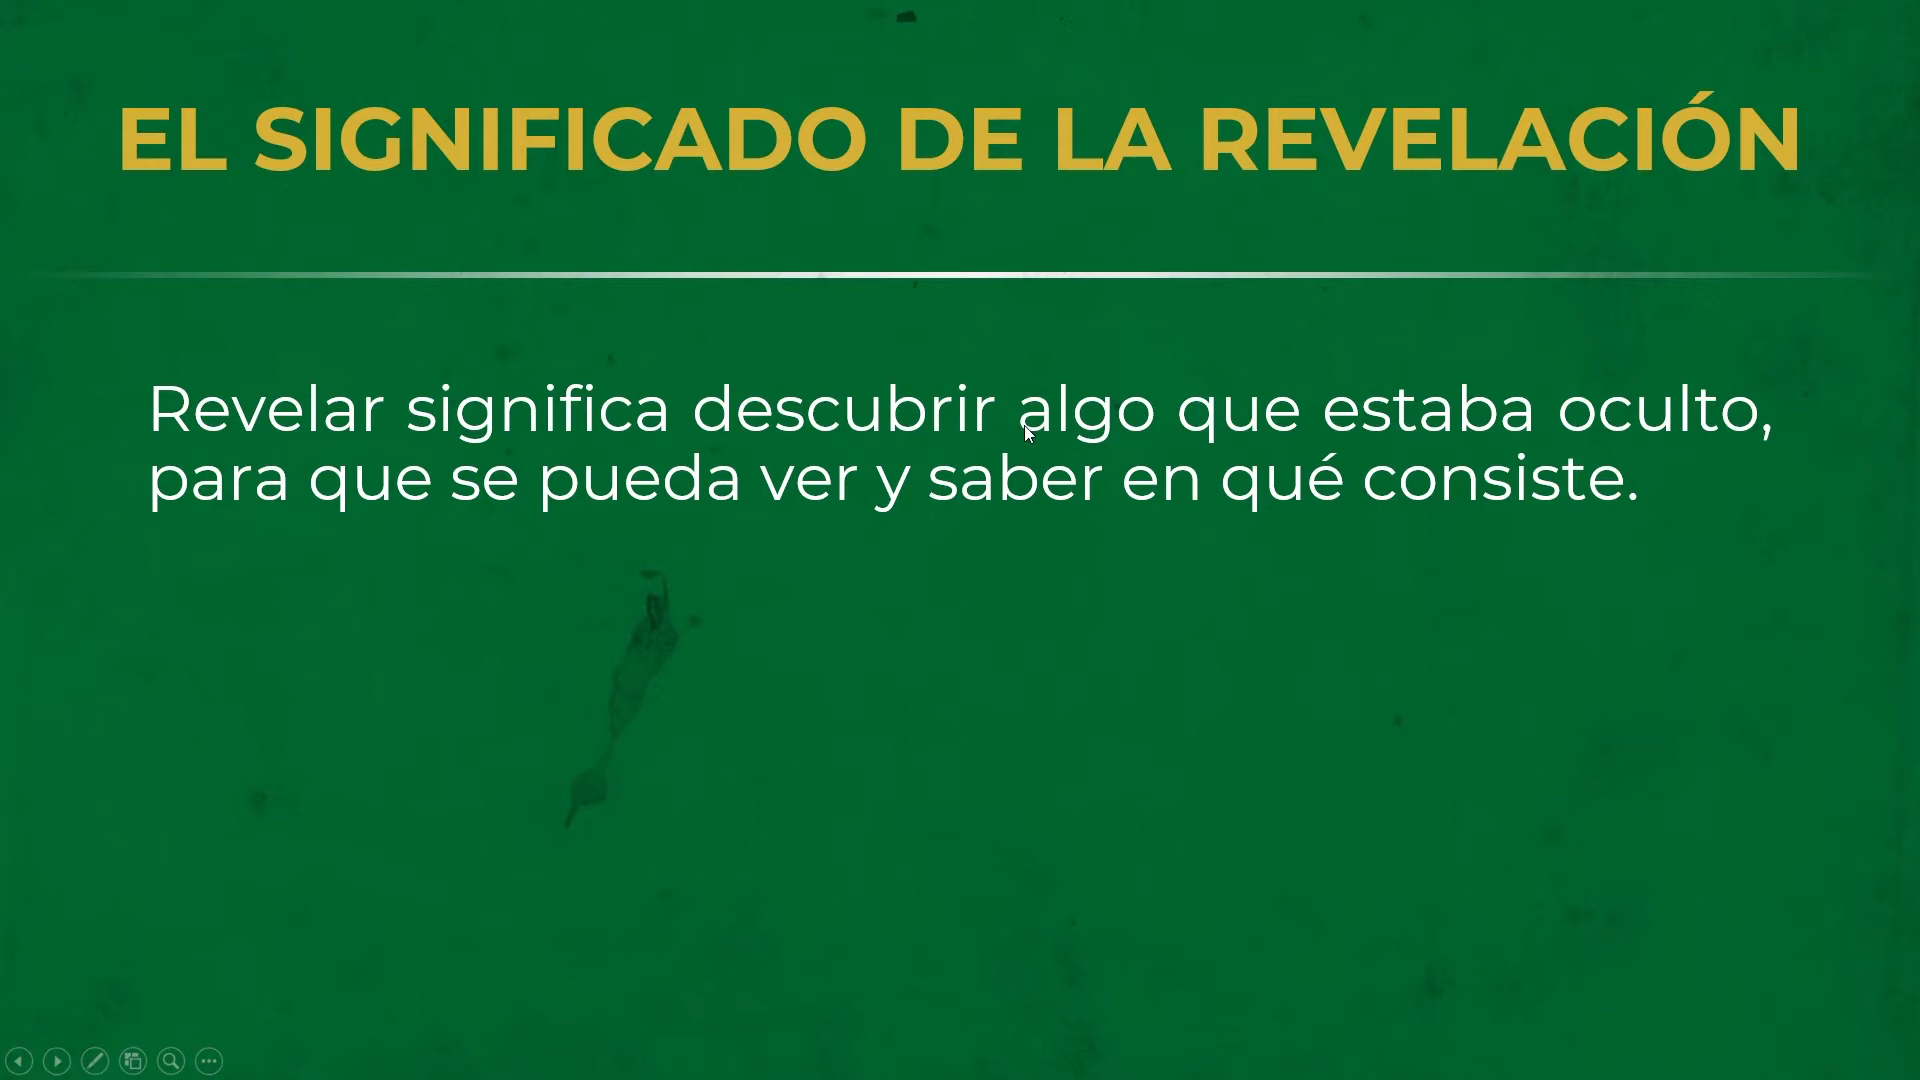 EL SIGNIFICADO DE LA REVELACIÓN
Revelar significa descubrir algo que estaba oculto,
para que se pueda ver y saber en qué consiste.